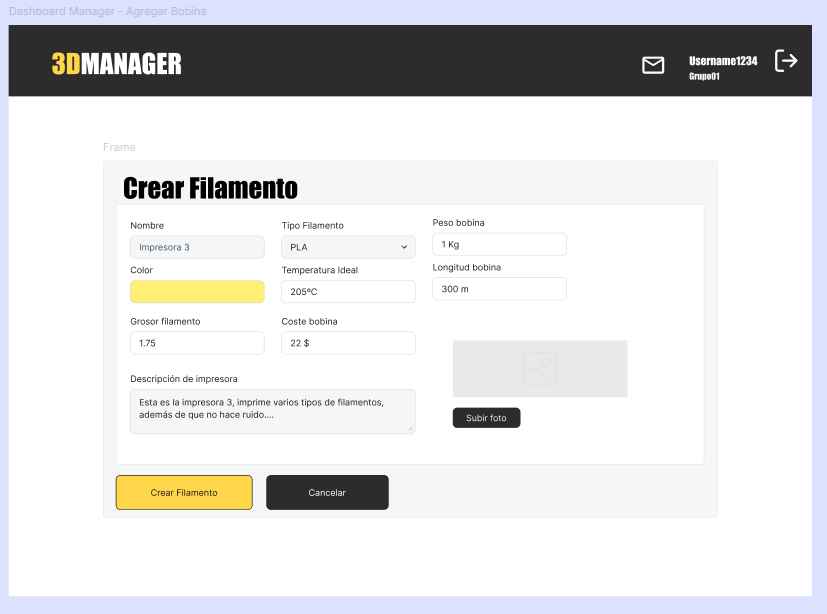 Dashboard Manager - Agregar Bobina
3DMANAGER
Username1234
Grupo01
Frame
Crear Filamento
Nombre
Impresora 3
Tipo Filamento
PLA
Peso bobina
1 Kg
Color
Temperatura Ideal
205ºC
Longitud bobina
300 m
Grosor filamento
1.75
Coste bobina
22 $
Descripción de impresora
Esta es la impresora 3, imprime varios tipos de filamentos,
además de que no hace ruido....
Subir foto
Crear Filamento
Cancelar